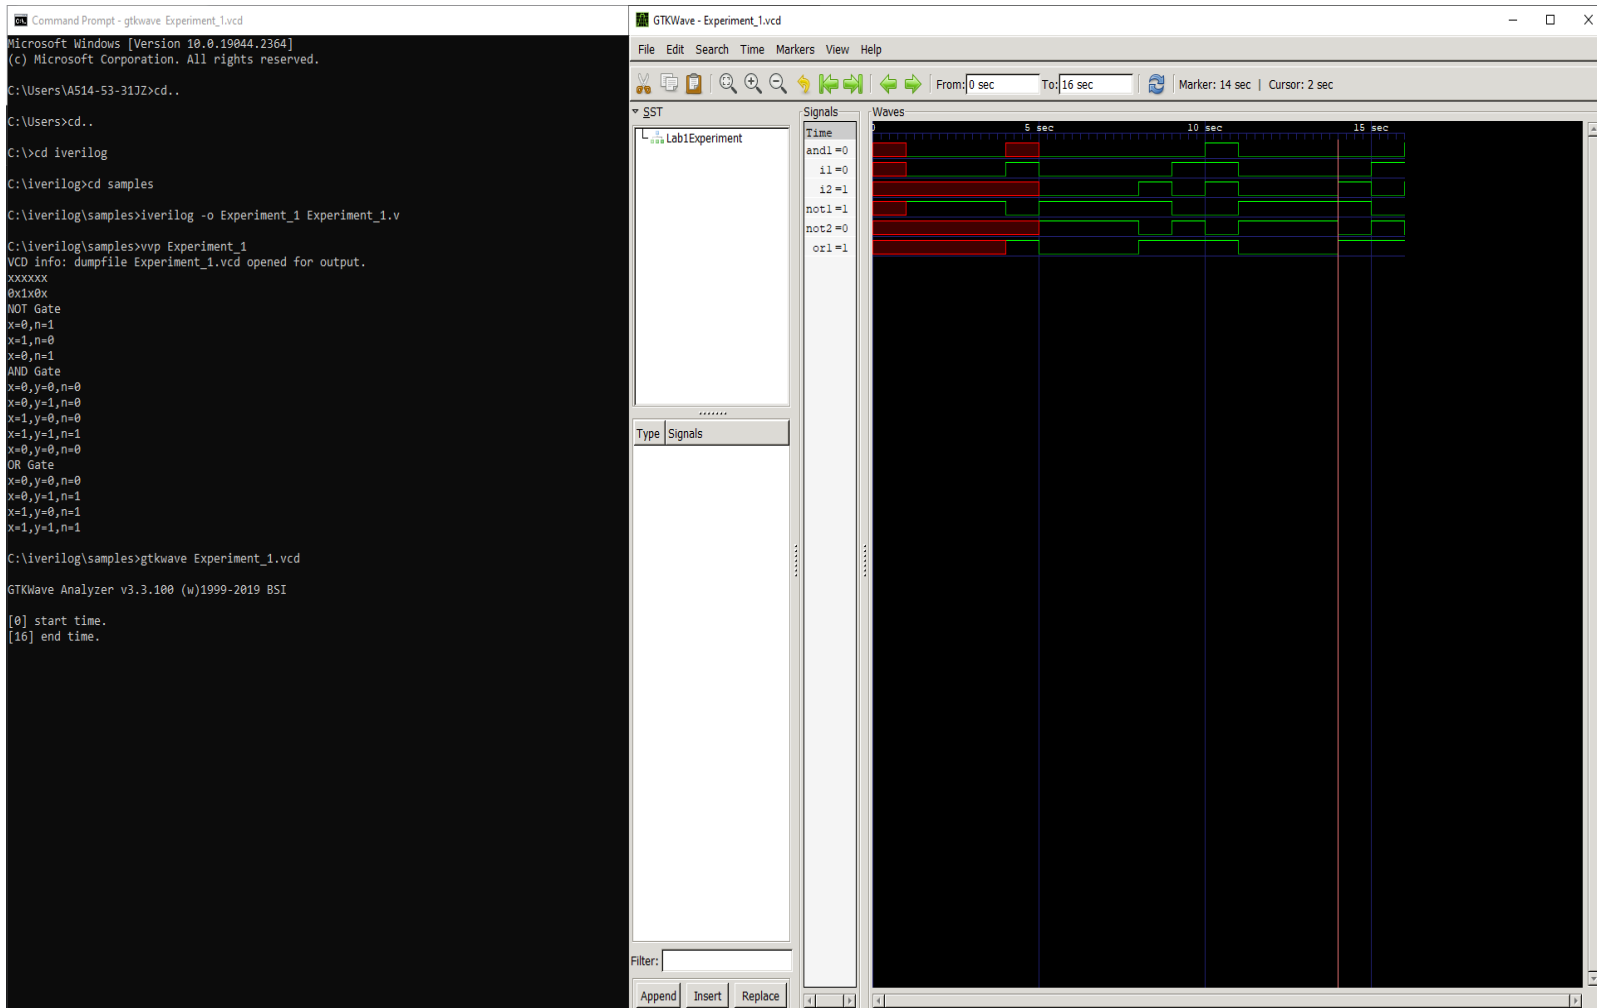 Command Prompt - gtkwave Experiment_1.vcd
Microsoft Windows [Version 10.0.19044.2364]
(c) Microsoft Corporation. All rights reserved.
C:\Users\A514-53-31JZ>cd..
C:\Users>cd..
C:\>cd iverilog
C:\iverilog>cd samples
C:\iverilog\samples>iverilog -o Experiment_1 Experiment_1.v
C:\iverilog\samples>vvp Experiment_1
VCD info: dumpfile Experiment_1.vcd opened for output.
xxxxxx
0x1x0x
NOT Gate
x=0,n=1
x=1,n=0
x=0,n=1
AND Gate
x=0,y=0,n=0
x=0,y=1,n=0
x=1,y=0,n=0
x=1,y=1,n=1
x=0,y=0,n=0
OR Gate
x=0,y=0,n=0
x=0,y=1,n=1
x=1,y=0,n=1
x=1,y=1,n=1
C:\iverilog\samples>gtkwave Experiment_1.vcd
GTKWave Analyzer v3.3.100 (w)1999-2019 BSI
[0] start time.
[16] end time.
GTKWave - Experiment_1.vcd
File Edit Search Time Markers View Help
From: 0 sec To: 16 sec Marker: 14 sec | Cursor: 2 sec
SST
Lab1Experiment
Type Signals
Filter:
Append Insert Replace
Signals
Time
and1=0
i1=0
i2=1
not1=1
not2=0
or1=1
Waves
0 5 sec 10 sec 15 sec